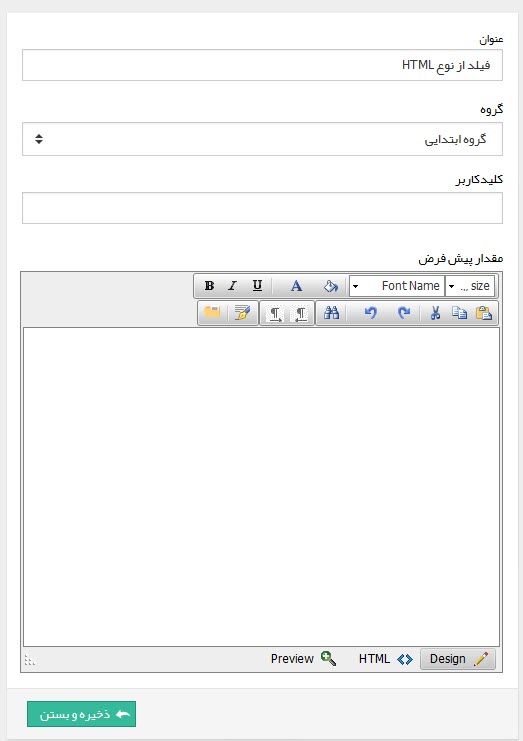 عنوان
فیلد از نوع HTML
گروه
گروه ابتدایی
کلیدکاربر
مقدار پیش فرض
B I U A Font Name ... size
Preview HTML Design
ذخیره و بستن